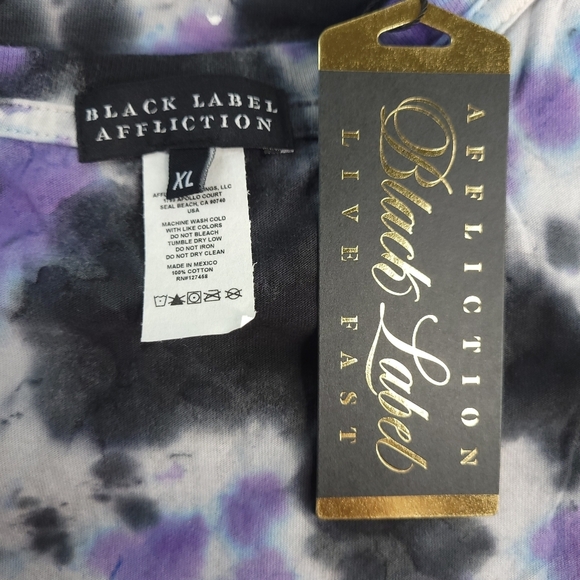 BLACK LABEL
AFFLICTION
XL
SEAL BEACH, CA 90740
USA
MACHINE WASH COLD
WITH LIKE COLORS
DO NOT BLEACH
TUMBLE DRY LOW
DO NOT IRON
DO NOT DRY CLEAN
MADE IN MEXICO
100% COTTON
RN#127468
AFFLICTION
Black Label
LIVE FAST